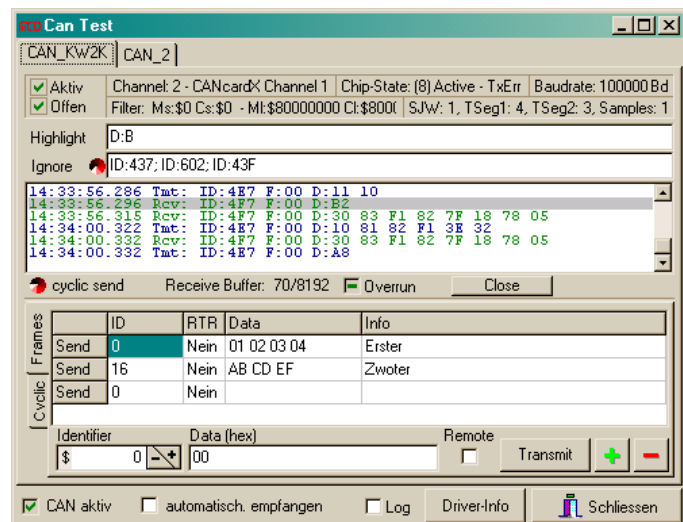 ECO Can Test
CAN_KW2K CAN_2
Aktiv Channel: 2 - CANcardX Channel 1 Chip-State: (8) Active - TxErr Baudrate: 100000 Bd
Offen Filter: Ms:$0 Cs:$0 - Ml:$80000000 Cl:$800( SJW: 1, TSeg1: 4, TSeg2: 3, Samples: 1
Highlight D:B
Ignore ID:437; ID:602; ID:43F
14:33:56.286 Tmt: ID:4E7 F:00 D:11 10
14:33:56.296 Rcv: ID:4F7 F:00 D:B2
14:33:56.315 Rcv: ID:4F7 F:00 D:30 83 F1 82 7F 18 78 05
14:34:00.322 Tmt: ID:4E7 F:00 D:10 81 82 F1 3E 32
14:34:00.332 Rcv: ID:4F7 F:00 D:30 83 F1 82 7F 18 78 05
14:34:00.332 Tmt: ID:4E7 F:00 D:A8
cyclic send Receive Buffer: 70/8192 Overrun Close
Frames
Cyclic
ID RTR Data Info
Send 0 Nein 01 02 03 04 Erster
Send 16 Nein AB CD EF Zwoter
Send 0 Nein
Identifier Data (hex) Remote
$ 0 00 Transmit
CAN aktiv automatisch. empfangen Log Driver-Info Schliessen